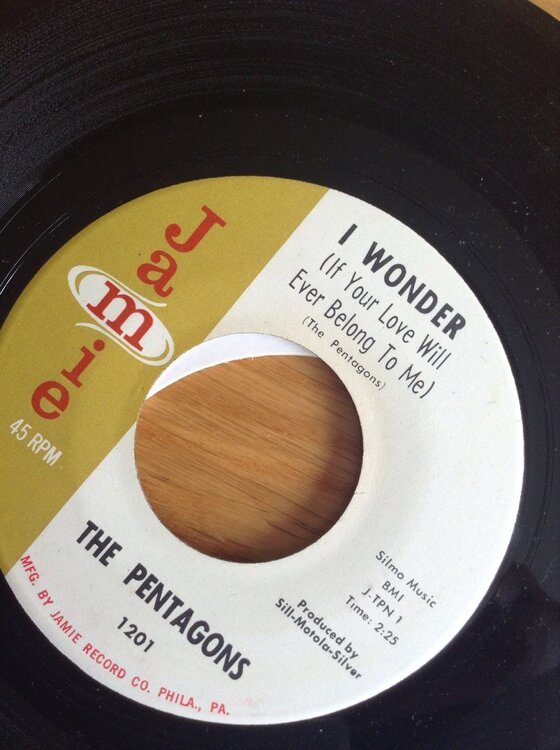 Jamie
45 RPM
I WONDER
(If Your Love Will
Ever Belong To Me)
(The Pentagons)
Silmo Music
BMI
J-TPN 1
Time: 2:25
Produced by
Sill-Motola-Silver
THE PENTAGONS
1201
MFG. BY JAMIE RECORD CO. PHILA., PA.